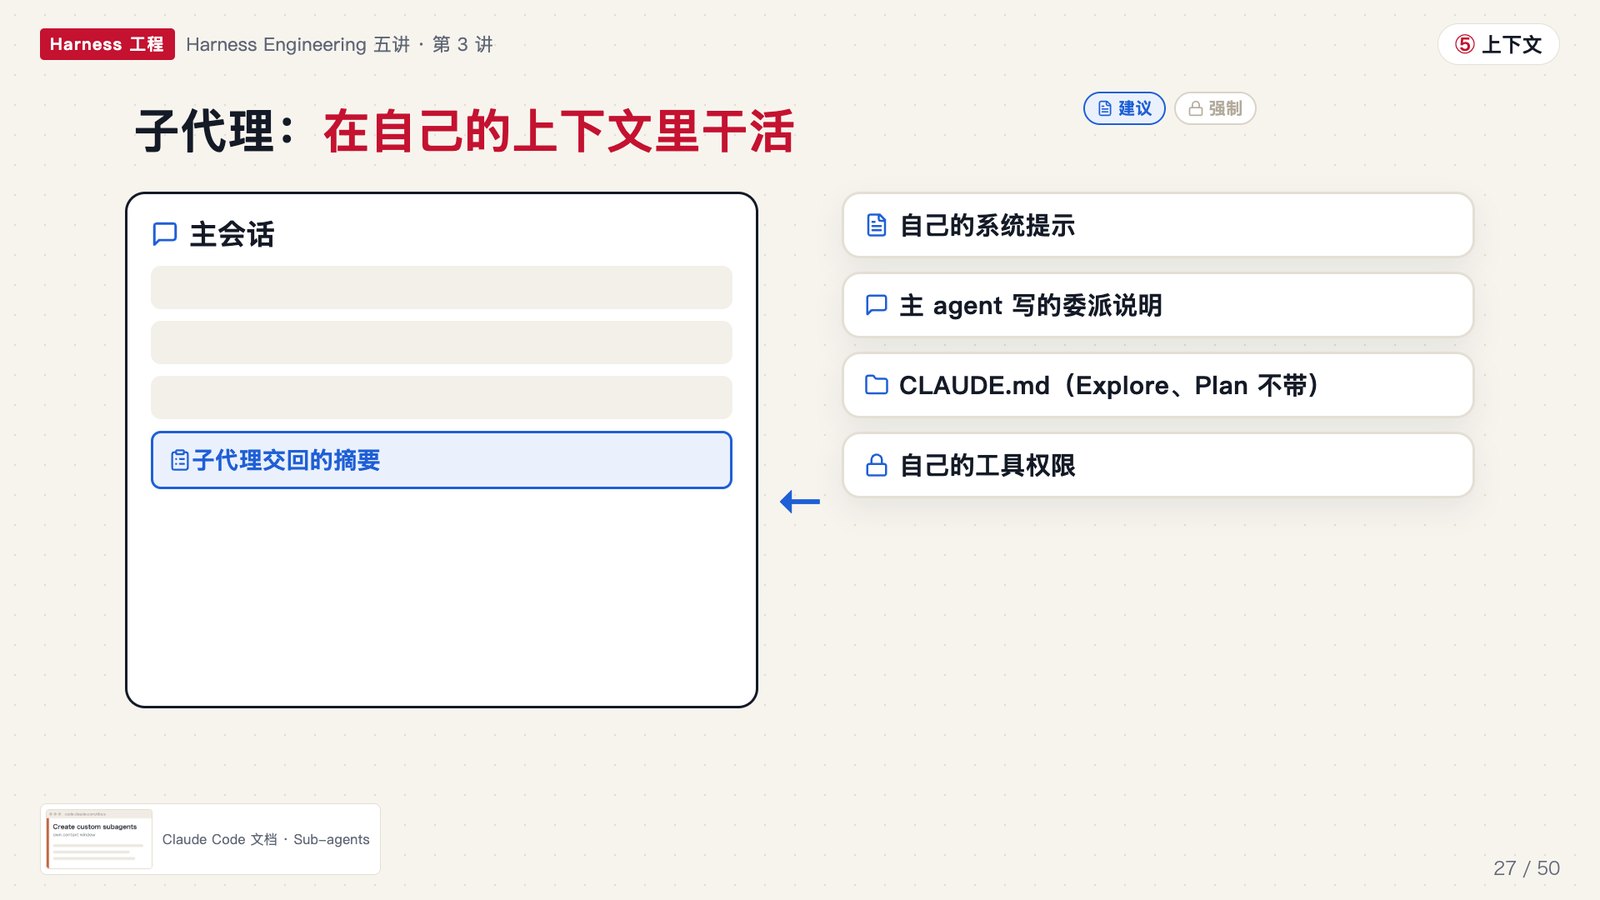 Harness 工程 Harness Engineering 五讲 · 第 3 讲
⑤ 上下文
子代理：在自己的上下文里干活
建议 强制
主会话
子代理交回的摘要
自己的系统提示
主 agent 写的委派说明
CLAUDE.md（Explore、Plan 不带）
自己的工具权限
Create custom subagents
Claude Code 文档 · Sub-agents
27 / 50